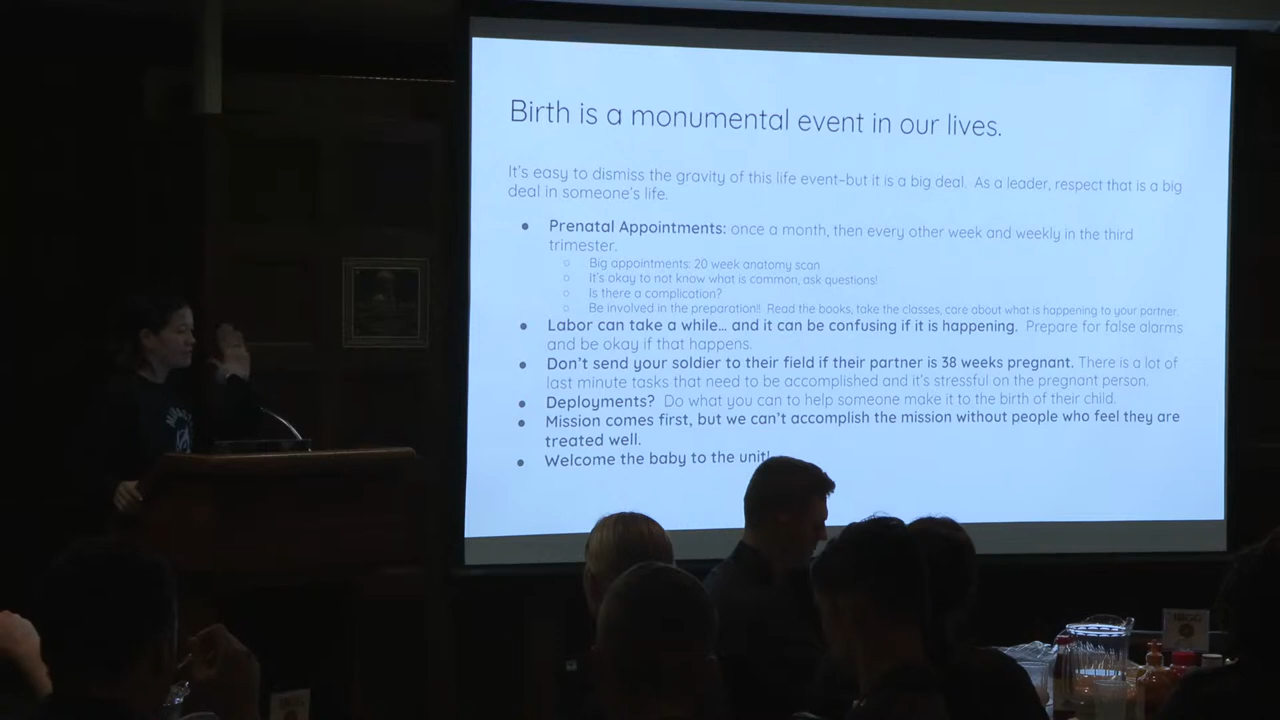 Birth is a monumental event in our lives.
It's easy to dismiss the gravity of this life event–but it is a big deal. As a leader, respect that is a big
deal in someone's life.
● Prenatal Appointments: once a month, then every other week and weekly in the third
trimester.
○ Big appointments: 20 week anatomy scan
○ It's okay to not know what is common, ask questions!
○ Is there a complication?
○ Be involved in the preparation!! Read the books, take the classes, care about what is happening to your partner.
● Labor can take a while... and it can be confusing if it is happening. Prepare for false alarms
and be okay if that happens.
● Don't send your soldier to their field if their partner is 38 weeks pregnant. There is a lot of
last minute tasks that need to be accomplished and it's stressful on the pregnant person.
● Deployments? Do what you can to help someone make it to the birth of their child.
● Mission comes first, but we can't accomplish the mission without people who feel they are
treated well.
● Welcome the baby to the unit!